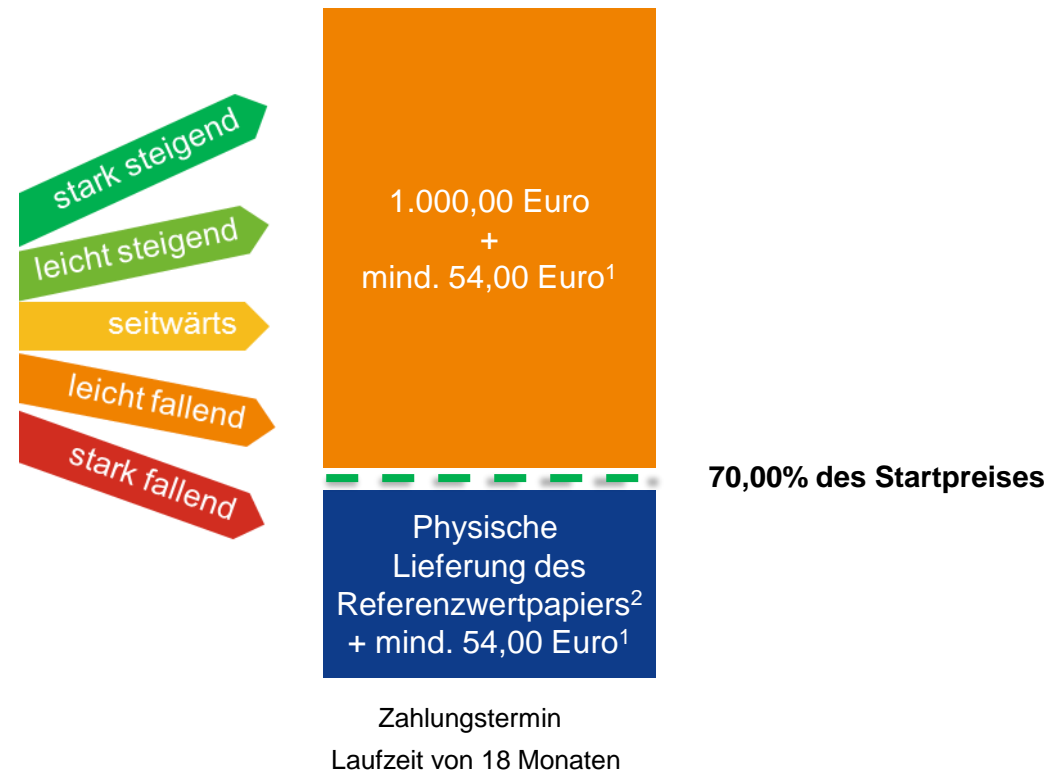 stark steigend
leicht steigend
seitwärts
leicht fallend
stark fallend
1.000,00 Euro
+
mind. 54,00 Euro¹
70,00% des Startpreises
Physische
Lieferung des
Referenzwertpapiers²
+ mind. 54,00 Euro¹
Zahlungstermin
Laufzeit von 18 Monaten